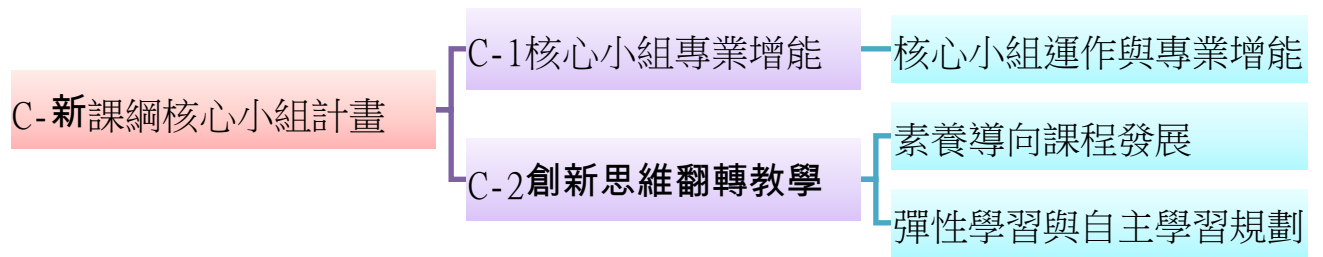 C-新課綱核心小組計畫
C-1核心小組專業增能
核心小組運作與專業增能
C-2創新思維翻轉教學
素養導向課程發展
彈性學習與自主學習規劃